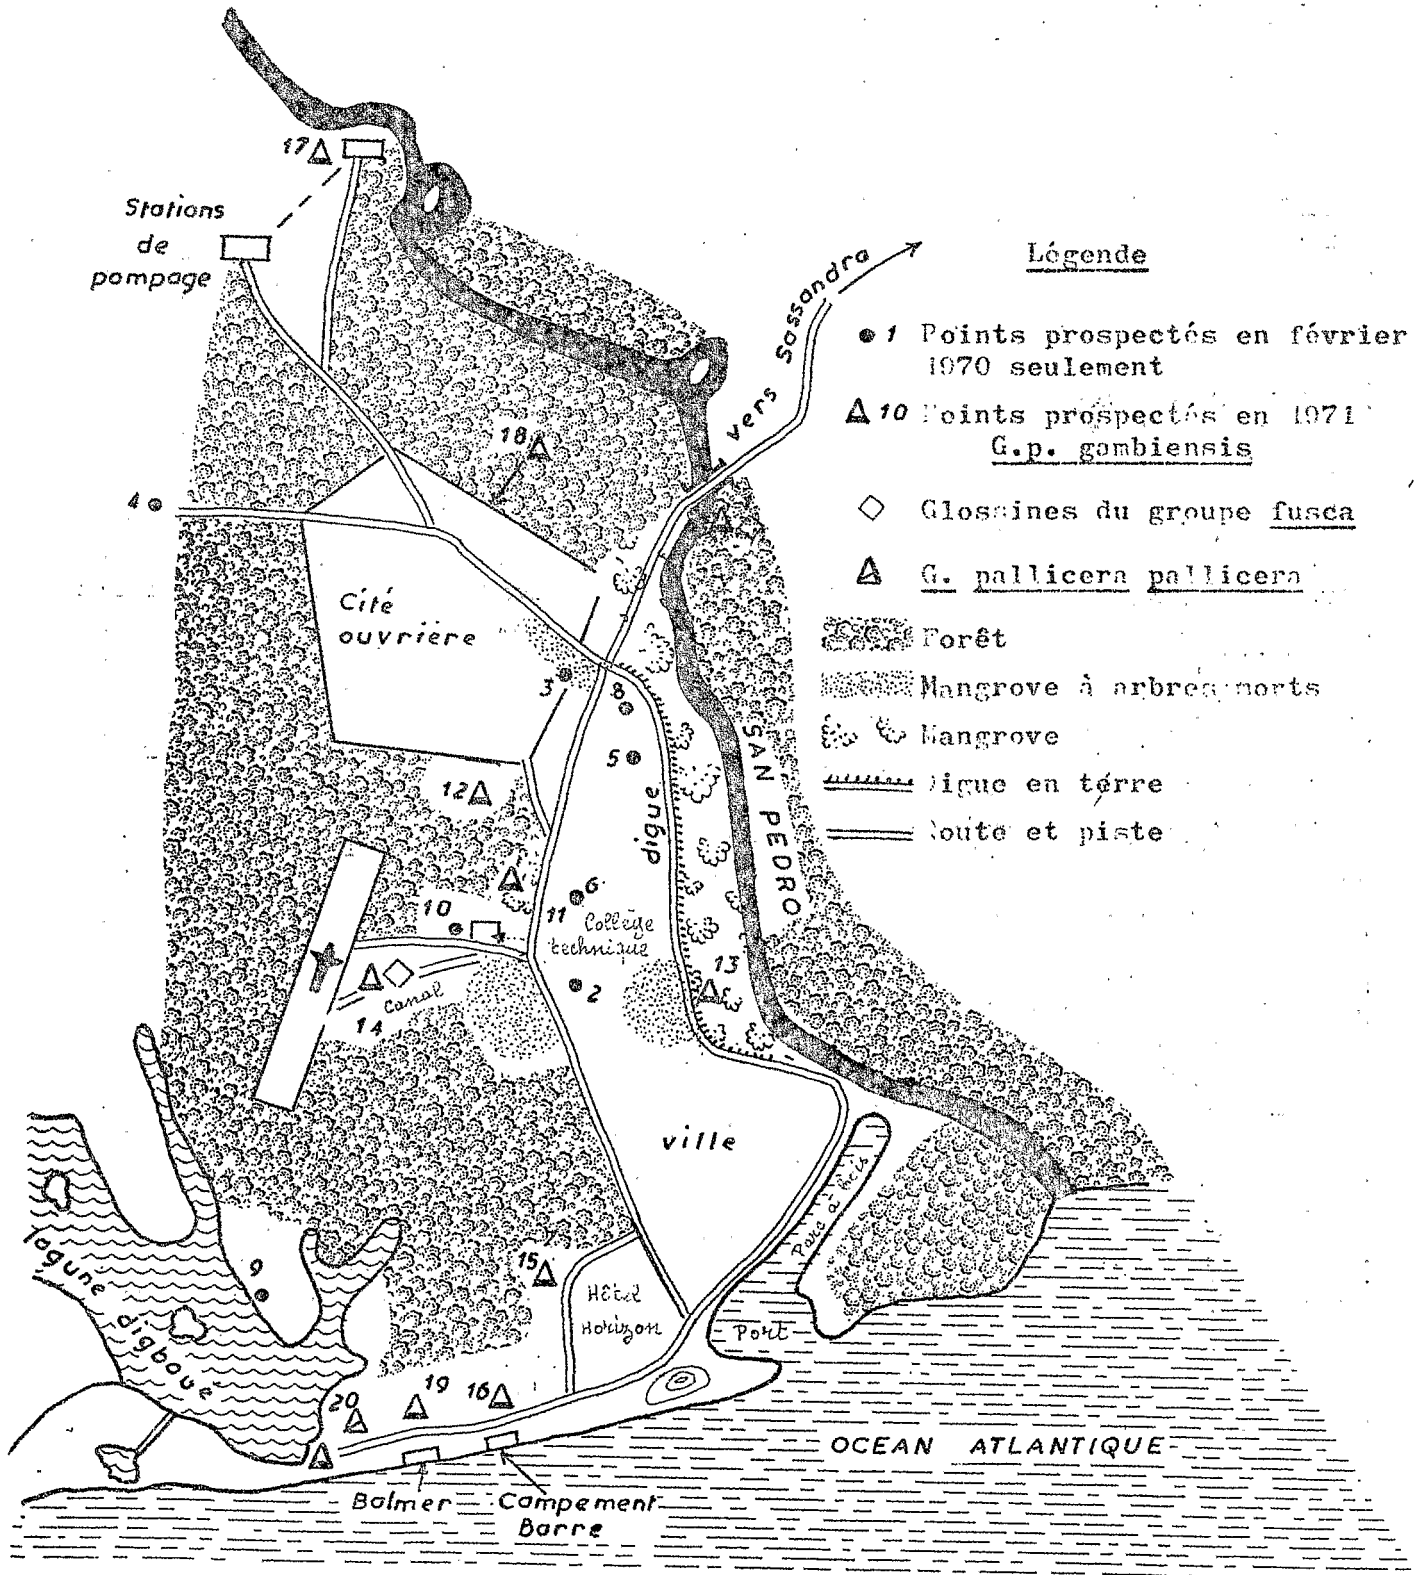 17
Stations
de
pompage
vers Sassandra
Légende
1 Points prospectés en février
1970 seulement
10 Points prospectés en 1971
G.p. gambiensis
Glossines du groupe fusca
G. pallicera pallicera
Forêt
Mangrove à arbres morts
Mangrove
Digue en terre
Route et piste
18
4
Cité
ouvrière
3
8
5
12
digue
SAN PEDRO
6
10
11
Collège
technique
13
2
14
Canal
ville
Parc à bois
lagune digboué
9
15
Hôtel
Horizon
Port
20
19
16
OCEAN ATLANTIQUE
Balmer
Campement
Barre